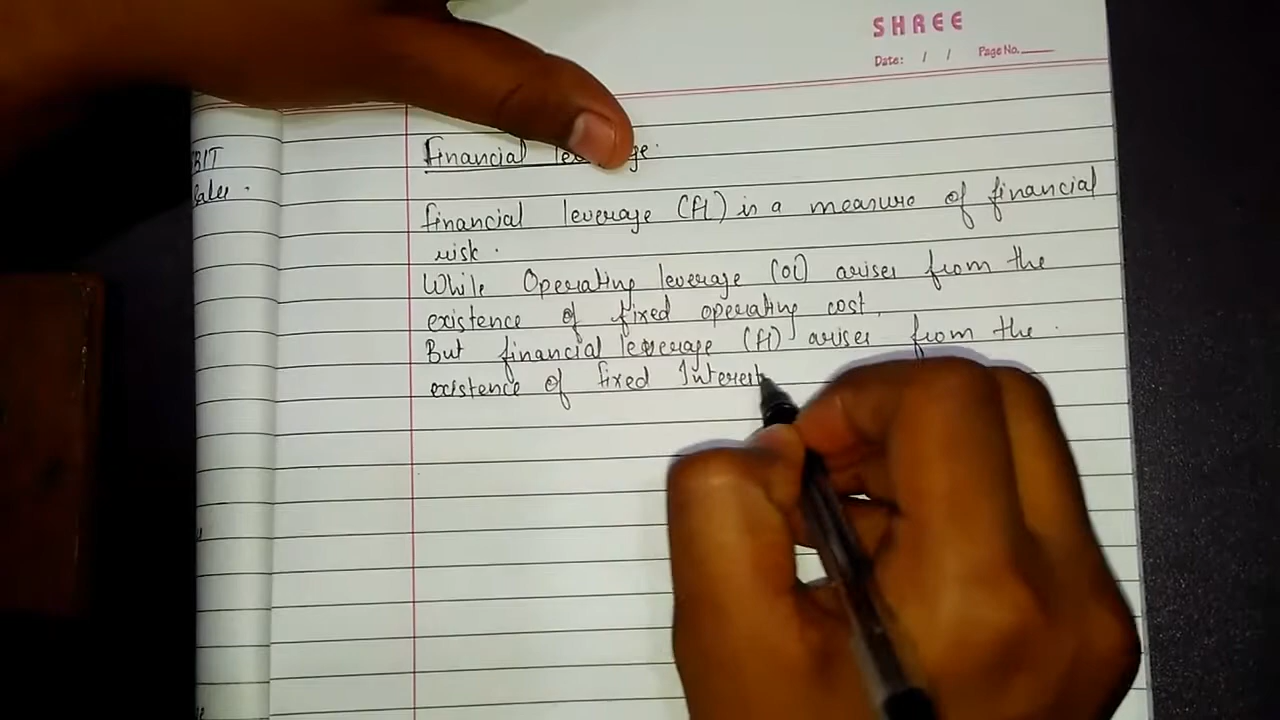 SHREE
Date: / / Page No.
Financial
financial leverage (fl) is a measure of financial
risk.
While Operating leverage (ol) arises from the
existence of fixed operating cost.
But financial leverage (fl) arises from the.
existence of fixed Interest